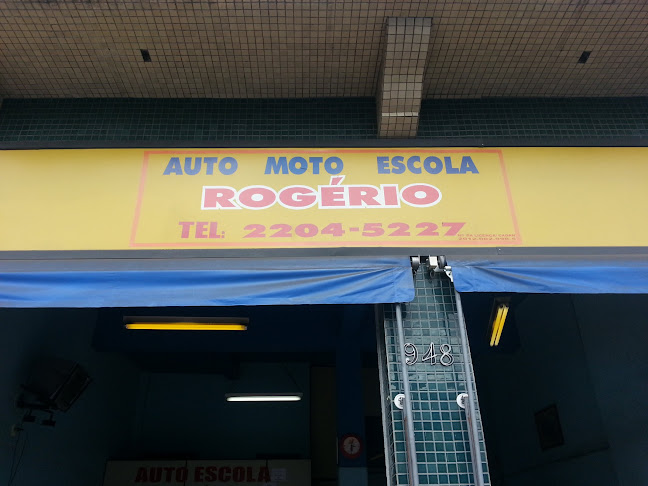 AUTO MOTO ESCOLA
ROGÉRIO
TEL: 2204-5227
948
AUTO ESCOLA